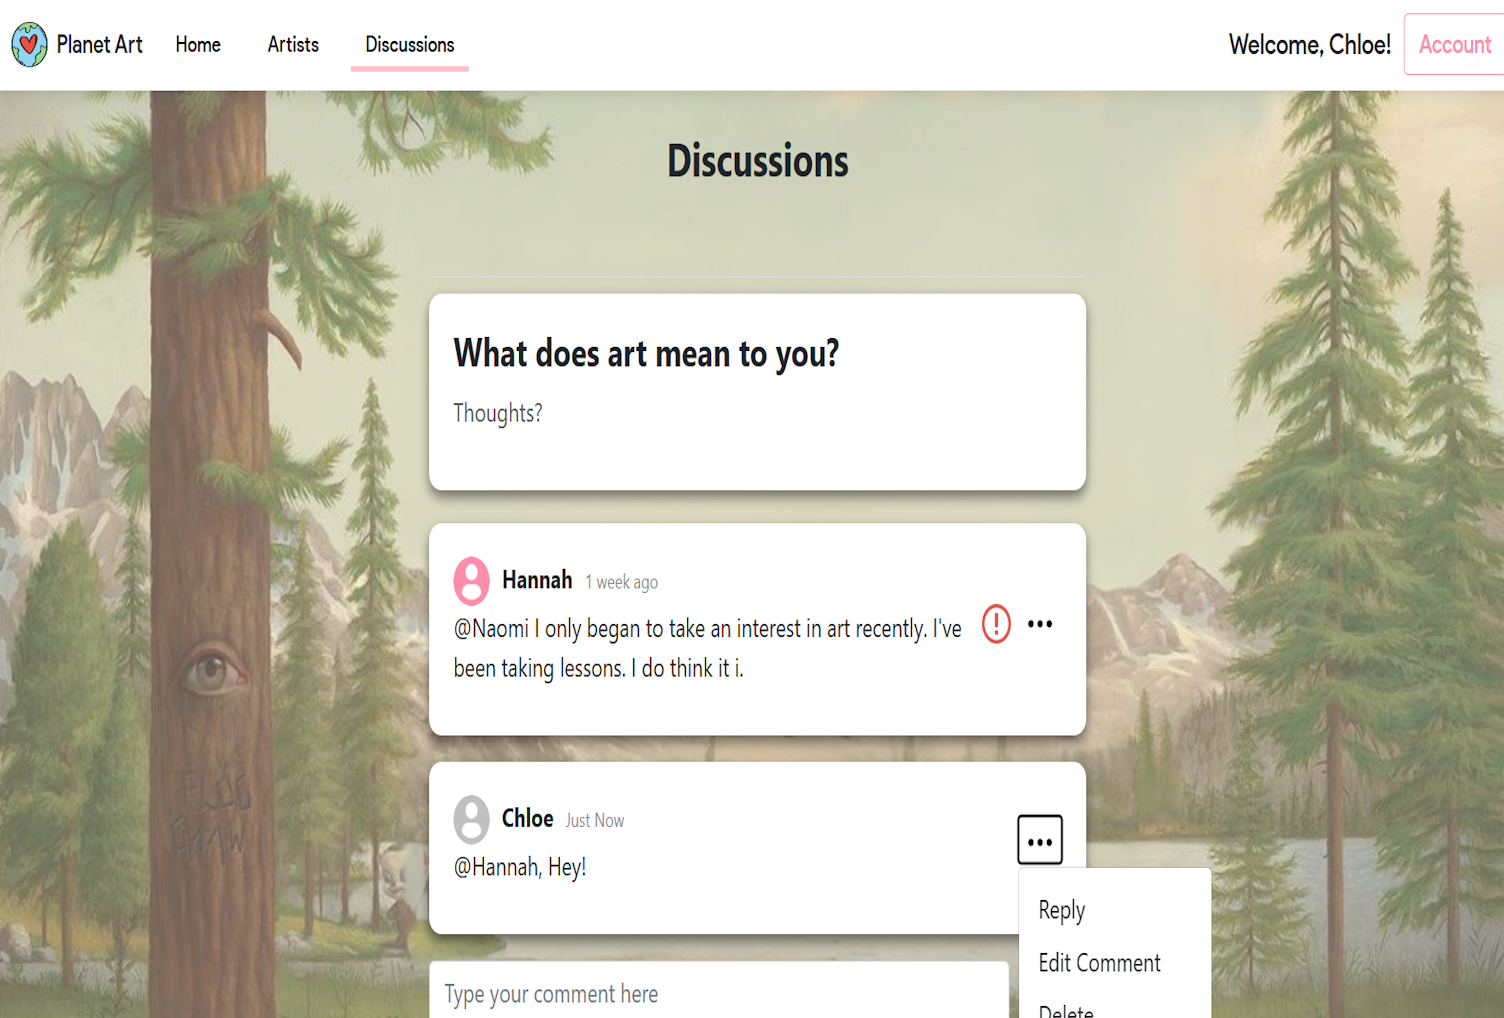 Planet Art Home Artists Discussions Welcome, Chloe! Account
Discussions
What does art mean to you?
Thoughts?
Hannah 1 week ago
@Naomi I only began to take an interest in art recently. I've
been taking lessons. I do think it i.
Chloe Just Now
@Hannah, Hey!
Reply
Edit Comment
Type your comment here
Delete